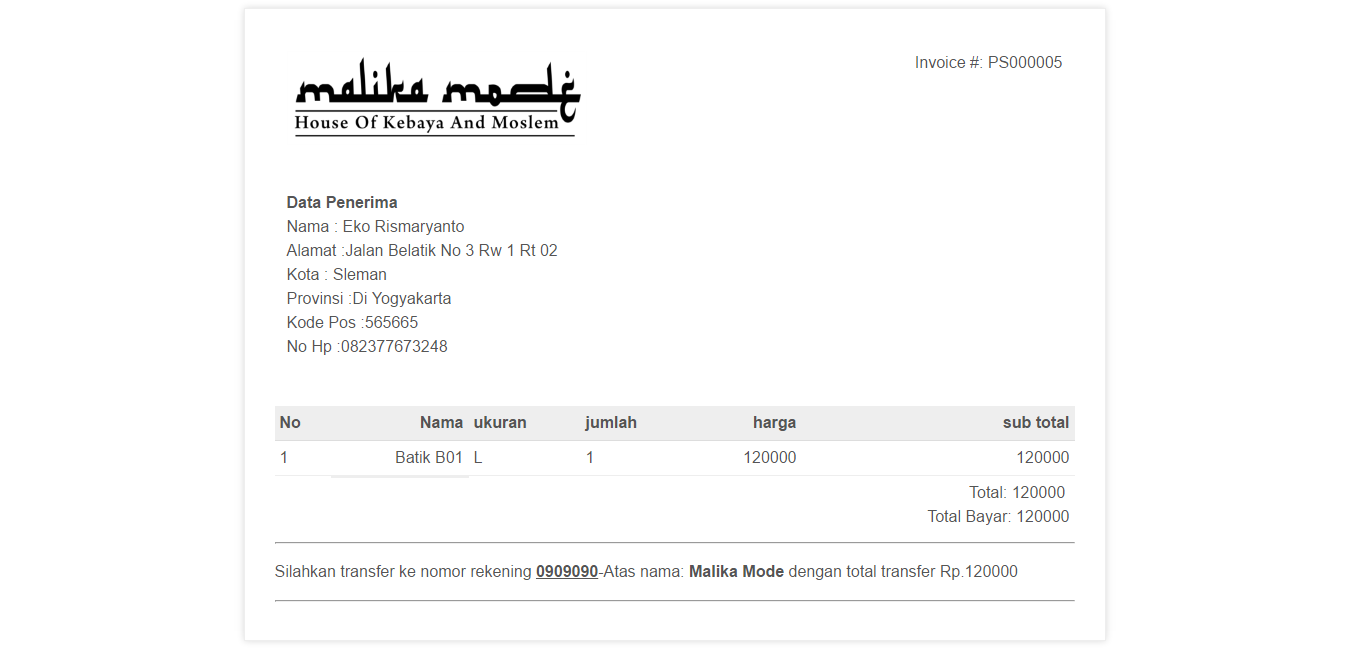 malika mode
House Of Kebaya And Moslem
Invoice #: PS000005
Data Penerima
Nama : Eko Rismaryanto
Alamat :Jalan Belatik No 3 Rw 1 Rt 02
Kota : Sleman
Provinsi :Di Yogyakarta
Kode Pos :565665
No Hp :082377673248
No Nama ukuran jumlah harga sub total
1 Batik B01 L 1 120000 120000
Total: 120000
Total Bayar: 120000
Silahkan transfer ke nomor rekening 0909090-Atas nama: Malika Mode dengan total transfer Rp.120000